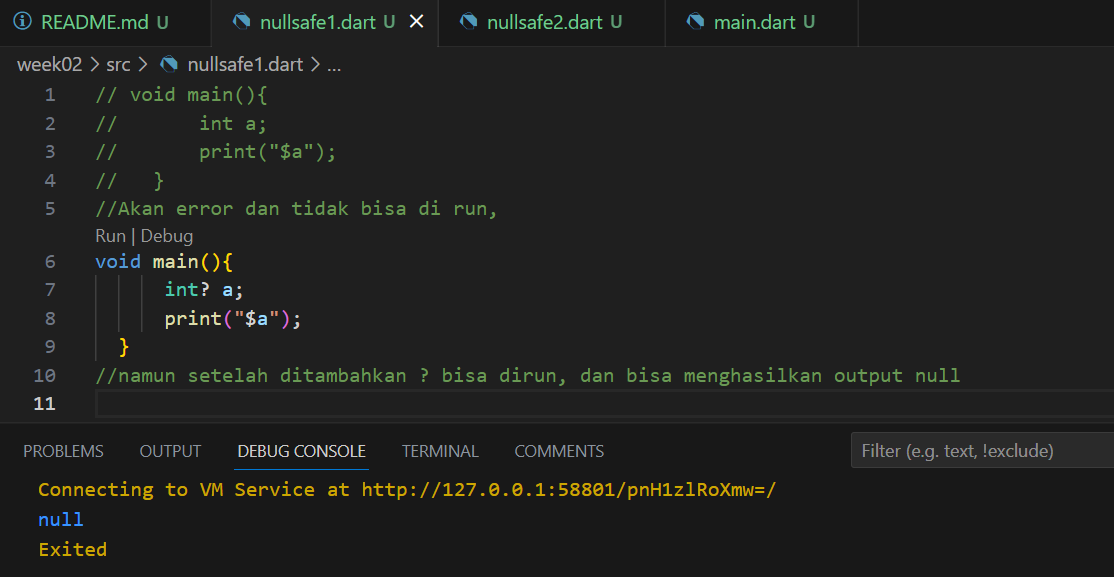 README.md U nullsafe1.dart U nullsafe2.dart U main.dart U
week02 > src > nullsafe1.dart > ...
1 // void main(){
2 //       int a;
3 //       print("$a");
4 //   }
5 //Akan error dan tidak bisa di run,
Run | Debug
6 void main(){
7       int? a;
8       print("$a");
9   }
10 //namun setelah ditambahkan ? bisa dirun, dan bisa menghasilkan output null
11
PROBLEMS OUTPUT DEBUG CONSOLE TERMINAL COMMENTS Filter (e.g. text, !exclude)
Connecting to VM Service at http://127.0.0.1:58801/pnH1zlRoXmw=/
null
Exited